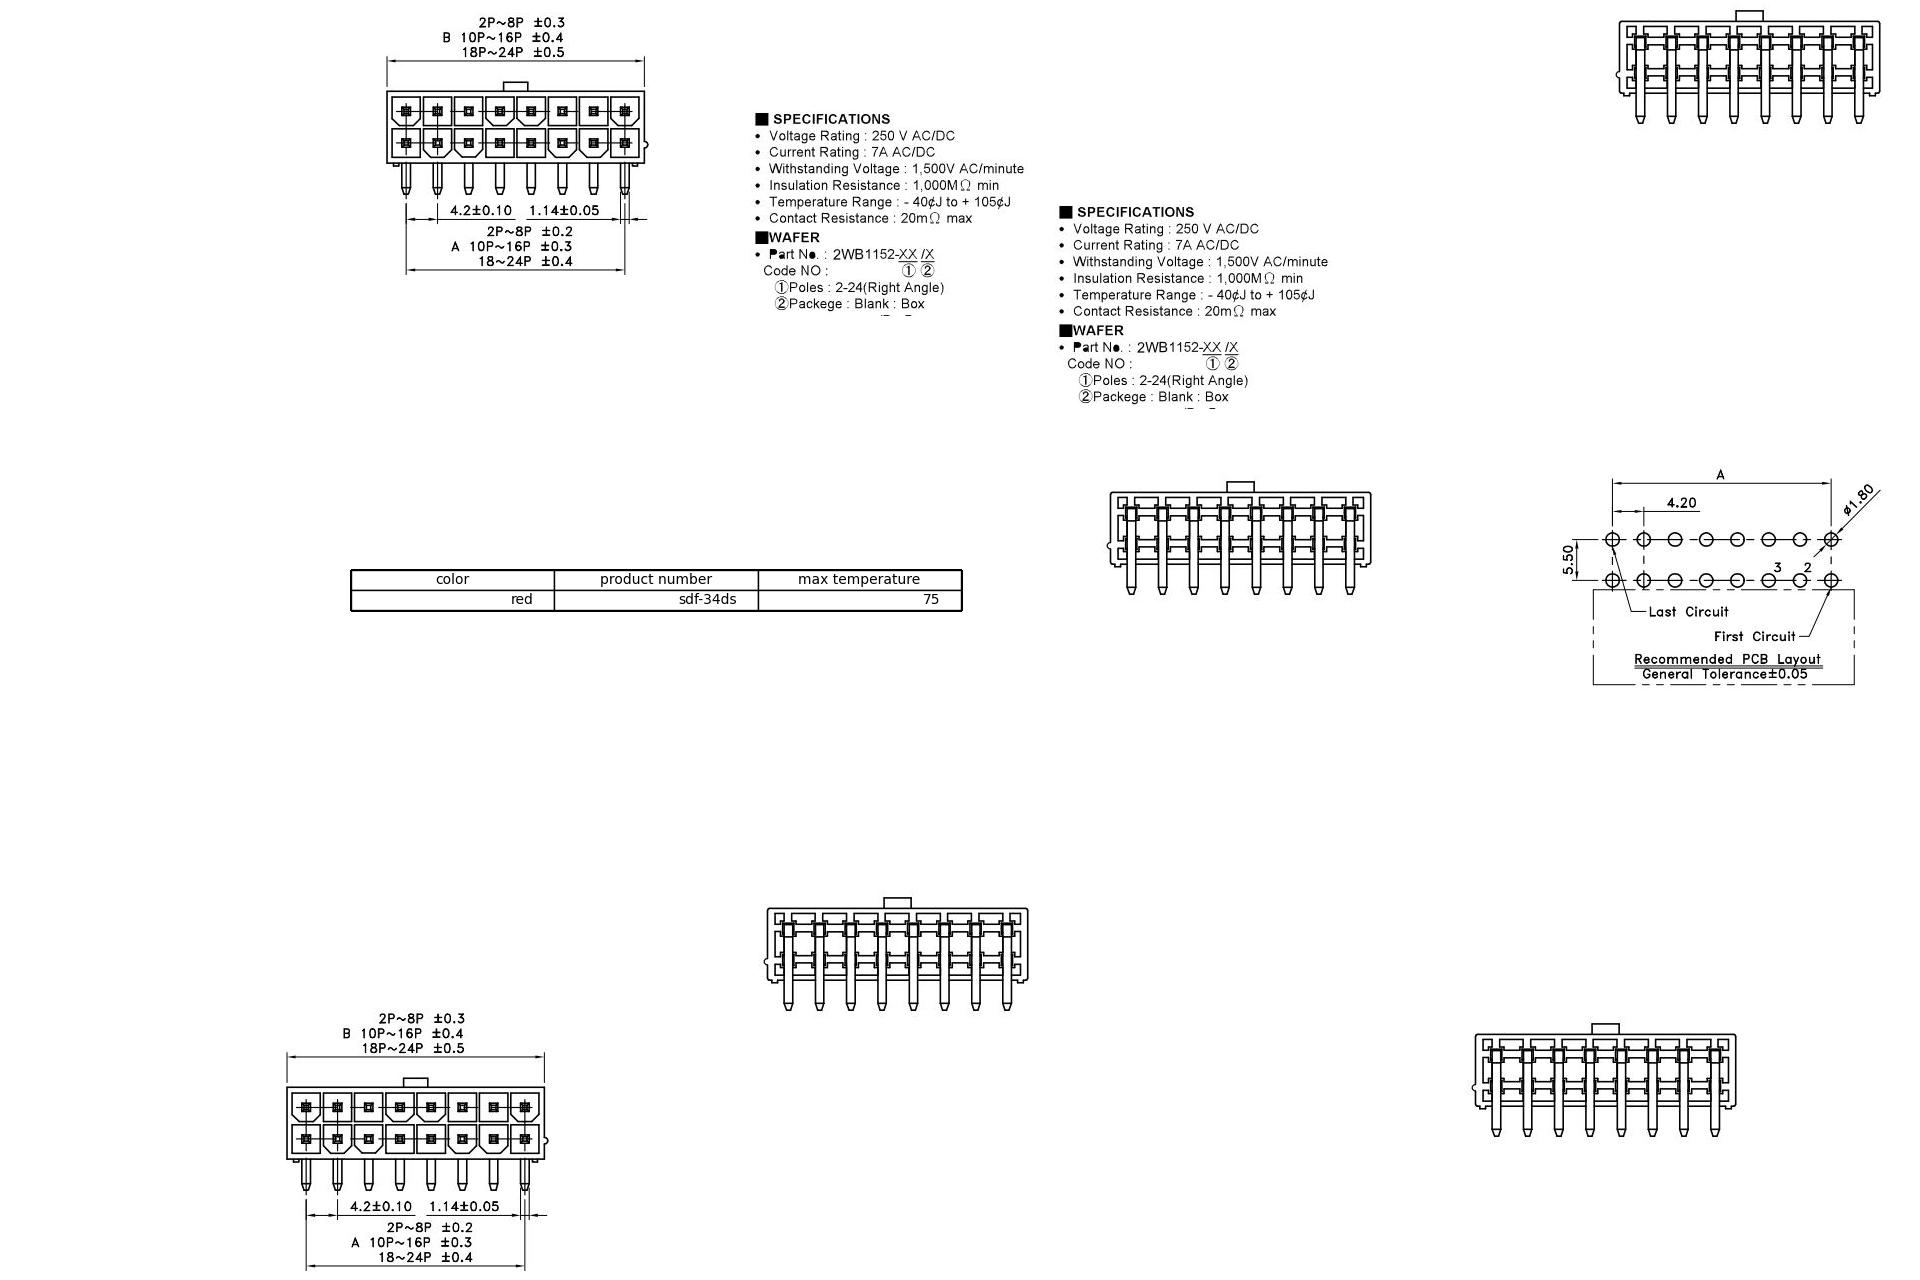 2P~8P ±0.3
B 10P~16P ±0.4
18P~24P ±0.5
4.2±0.10 1.14±0.05
2P~8P ±0.2
A 10P~16P ±0.3
18~24P ±0.4
■ SPECIFICATIONS
• Voltage Rating : 250 V AC/DC
• Current Rating : 7A AC/DC
• Withstanding Voltage : 1,500V AC/minute
• Insulation Resistance : 1,000MΩ min
• Temperature Range : - 40¢J to + 105¢J
• Contact Resistance : 20mΩ max
■WAFER
• Part No. : 2WB1152-XX /X
Code NO : ① ②
①Poles : 2-24(Right Angle)
②Packege : Blank : Box
■ SPECIFICATIONS
• Voltage Rating : 250 V AC/DC
• Current Rating : 7A AC/DC
• Withstanding Voltage : 1,500V AC/minute
• Insulation Resistance : 1,000MΩ min
• Temperature Range : - 40¢J to + 105¢J
• Contact Resistance : 20mΩ max
■WAFER
• Part No. : 2WB1152-XX /X
Code NO : ① ②
①Poles : 2-24(Right Angle)
②Packege : Blank : Box
A
4.20
ø1.80
5.50
3 2
Last Circuit
First Circuit
Recommended PCB Layout
General Tolerance±0.05
color product number max temperature
red sdf-34ds 75
2P~8P ±0.3
B 10P~16P ±0.4
18P~24P ±0.5
4.2±0.10 1.14±0.05
2P~8P ±0.2
A 10P~16P ±0.3
18~24P ±0.4